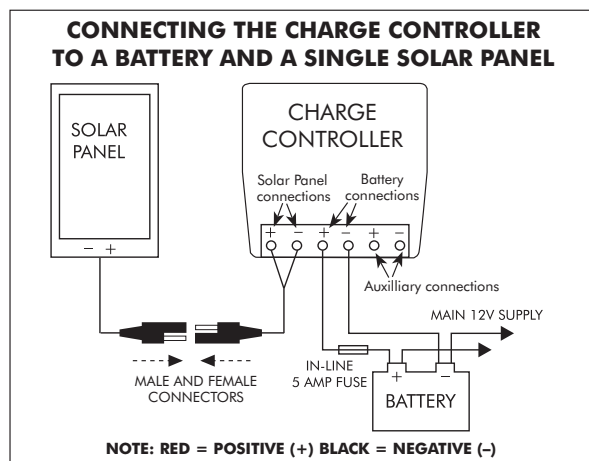 CONNECTING THE CHARGE CONTROLLER
TO A BATTERY AND A SINGLE SOLAR PANEL
SOLAR
PANEL
– +
CHARGE
CONTROLLER
Solar Panel
connections
Battery
connections
+ – + – + –
Auxilliary connections
MAIN 12V SUPPLY
IN-LINE
5 AMP FUSE
MALE AND FEMALE
CONNECTORS
+ –
BATTERY
NOTE: RED = POSITIVE (+) BLACK = NEGATIVE (–)